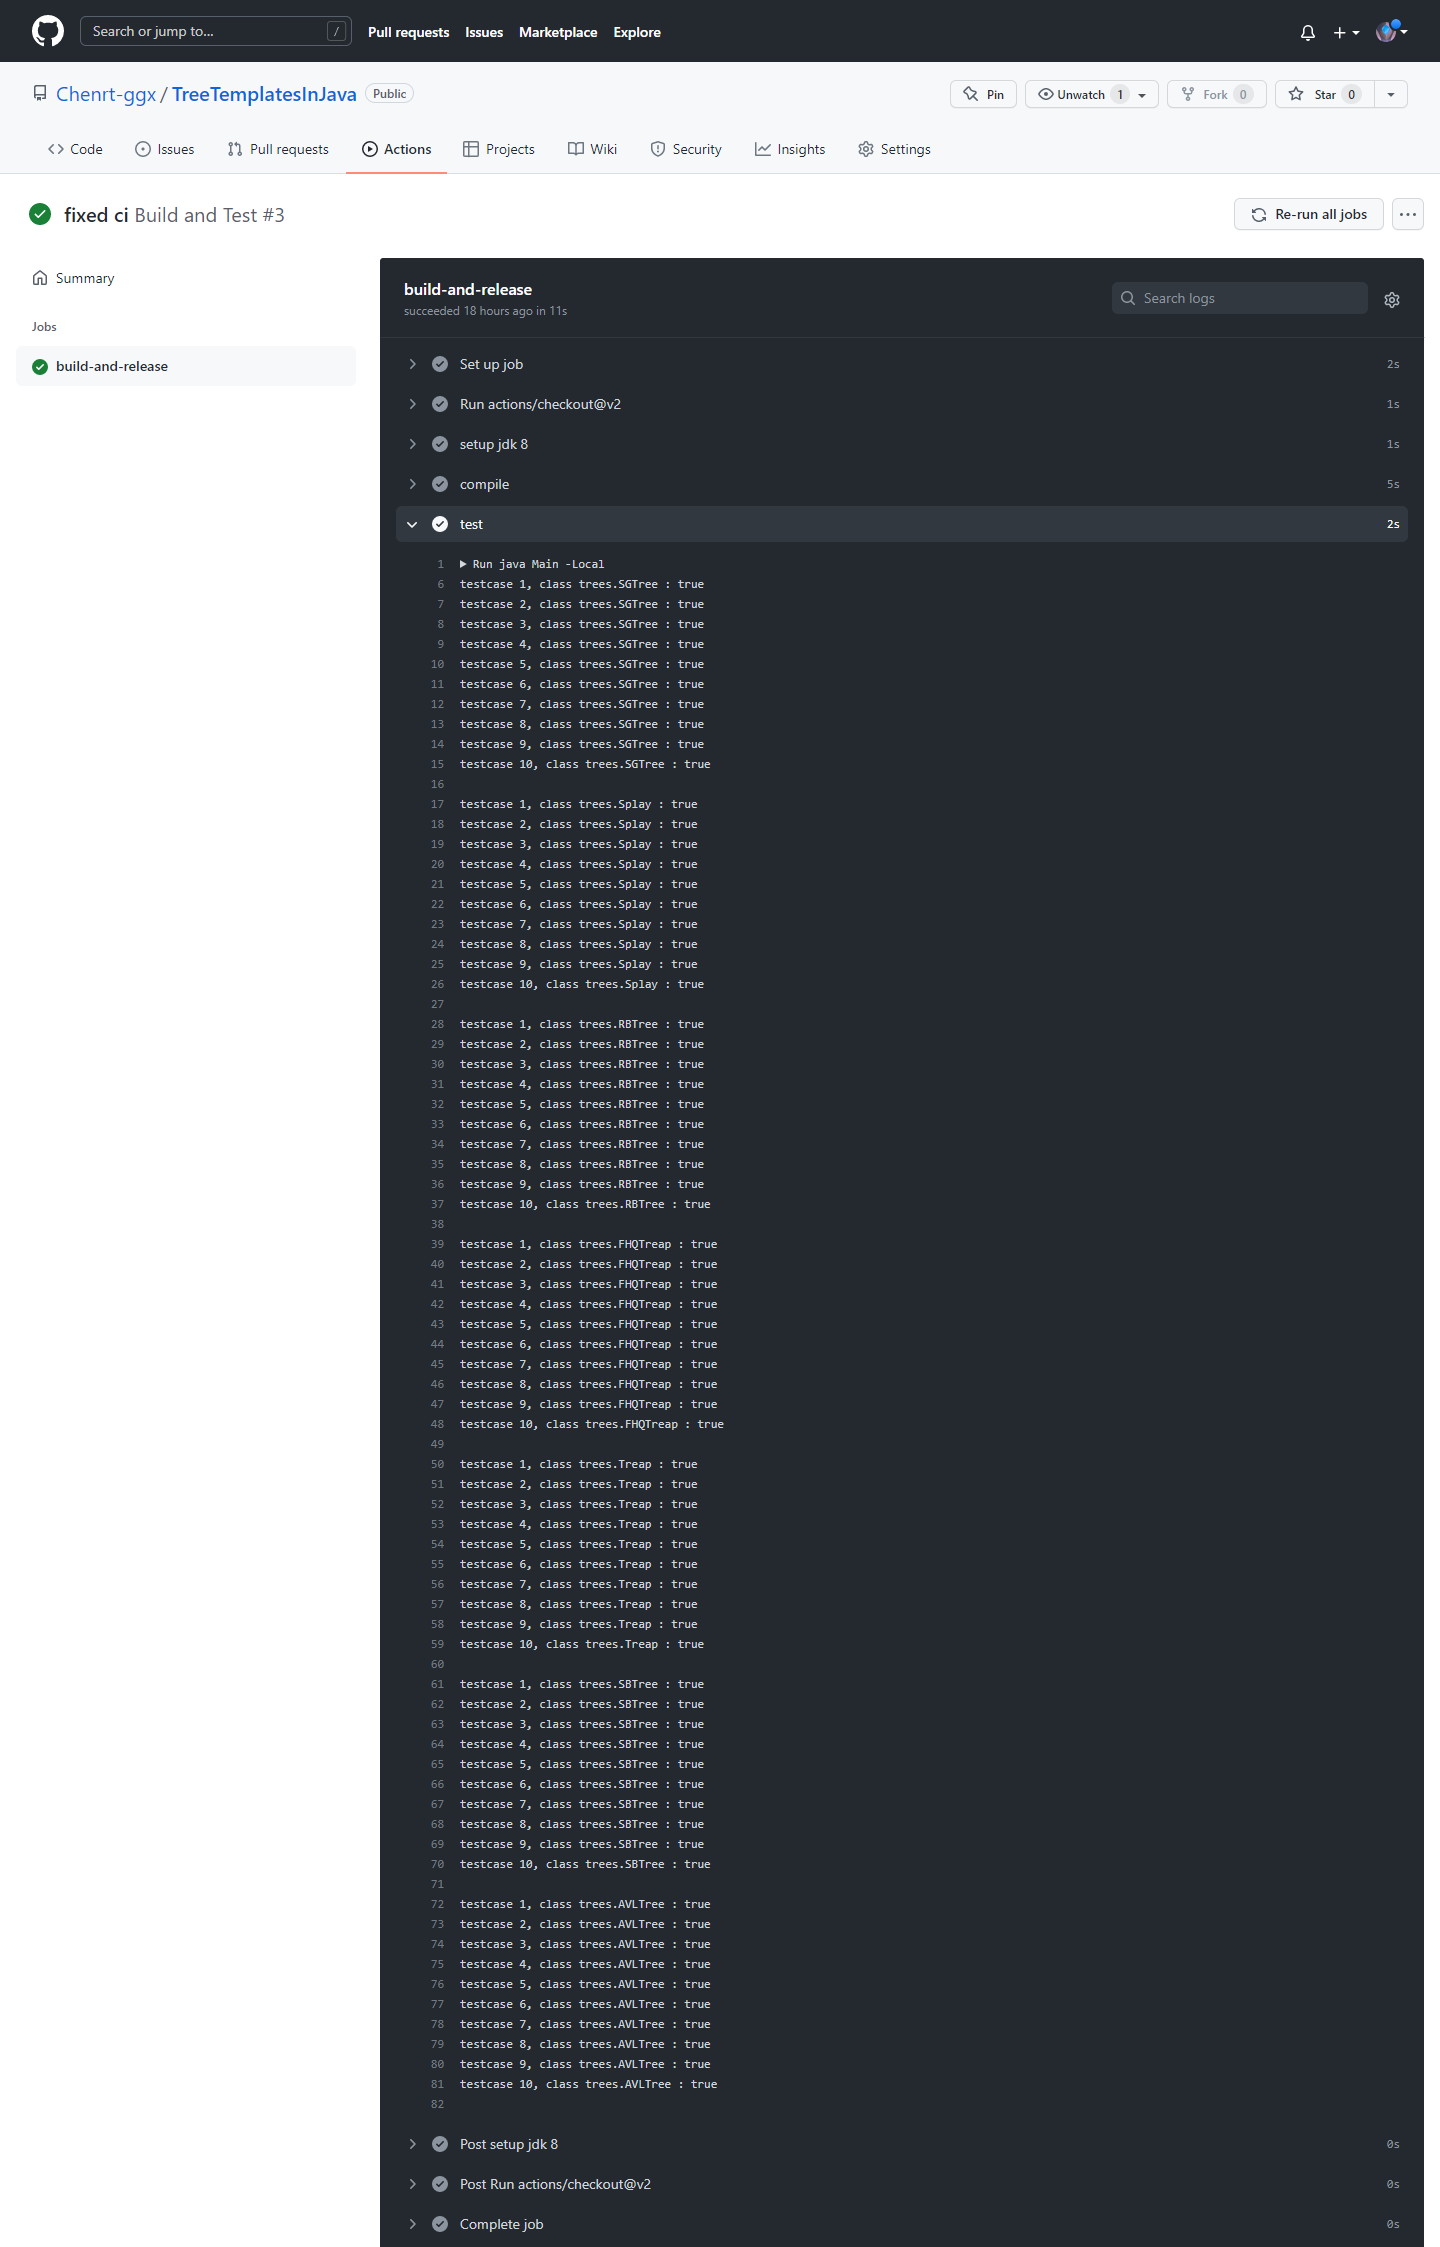 Search or jump to... / Pull requests Issues Marketplace Explore
Chenrt-ggx / TreeTemplatesInJava Public Pin Unwatch 1 Fork 0 Star 0
Code Issues Pull requests Actions Projects Wiki Security Insights Settings
fixed ci Build and Test #3 Re-run all jobs
Summary
Jobs
build-and-release
build-and-release
succeeded 18 hours ago in 11s
Search logs
Set up job 2s
Run actions/checkout@v2 1s
setup jdk 8 1s
compile 5s
test 2s
1 Run java Main -Local
6 testcase 1, class trees.SGTree : true
7 testcase 2, class trees.SGTree : true
8 testcase 3, class trees.SGTree : true
9 testcase 4, class trees.SGTree : true
10 testcase 5, class trees.SGTree : true
11 testcase 6, class trees.SGTree : true
12 testcase 7, class trees.SGTree : true
13 testcase 8, class trees.SGTree : true
14 testcase 9, class trees.SGTree : true
15 testcase 10, class trees.SGTree : true
16
17 testcase 1, class trees.Splay : true
18 testcase 2, class trees.Splay : true
19 testcase 3, class trees.Splay : true
20 testcase 4, class trees.Splay : true
21 testcase 5, class trees.Splay : true
22 testcase 6, class trees.Splay : true
23 testcase 7, class trees.Splay : true
24 testcase 8, class trees.Splay : true
25 testcase 9, class trees.Splay : true
26 testcase 10, class trees.Splay : true
27
28 testcase 1, class trees.RBTree : true
29 testcase 2, class trees.RBTree : true
30 testcase 3, class trees.RBTree : true
31 testcase 4, class trees.RBTree : true
32 testcase 5, class trees.RBTree : true
33 testcase 6, class trees.RBTree : true
34 testcase 7, class trees.RBTree : true
35 testcase 8, class trees.RBTree : true
36 testcase 9, class trees.RBTree : true
37 testcase 10, class trees.RBTree : true
38
39 testcase 1, class trees.FHQTreap : true
40 testcase 2, class trees.FHQTreap : true
41 testcase 3, class trees.FHQTreap : true
42 testcase 4, class trees.FHQTreap : true
43 testcase 5, class trees.FHQTreap : true
44 testcase 6, class trees.FHQTreap : true
45 testcase 7, class trees.FHQTreap : true
46 testcase 8, class trees.FHQTreap : true
47 testcase 9, class trees.FHQTreap : true
48 testcase 10, class trees.FHQTreap : true
49
50 testcase 1, class trees.Treap : true
51 testcase 2, class trees.Treap : true
52 testcase 3, class trees.Treap : true
53 testcase 4, class trees.Treap : true
54 testcase 5, class trees.Treap : true
55 testcase 6, class trees.Treap : true
56 testcase 7, class trees.Treap : true
57 testcase 8, class trees.Treap : true
58 testcase 9, class trees.Treap : true
59 testcase 10, class trees.Treap : true
60
61 testcase 1, class trees.SBTree : true
62 testcase 2, class trees.SBTree : true
63 testcase 3, class trees.SBTree : true
64 testcase 4, class trees.SBTree : true
65 testcase 5, class trees.SBTree : true
66 testcase 6, class trees.SBTree : true
67 testcase 7, class trees.SBTree : true
68 testcase 8, class trees.SBTree : true
69 testcase 9, class trees.SBTree : true
70 testcase 10, class trees.SBTree : true
71
72 testcase 1, class trees.AVLTree : true
73 testcase 2, class trees.AVLTree : true
74 testcase 3, class trees.AVLTree : true
75 testcase 4, class trees.AVLTree : true
76 testcase 5, class trees.AVLTree : true
77 testcase 6, class trees.AVLTree : true
78 testcase 7, class trees.AVLTree : true
79 testcase 8, class trees.AVLTree : true
80 testcase 9, class trees.AVLTree : true
81 testcase 10, class trees.AVLTree : true
82
Post setup jdk 8 0s
Post Run actions/checkout@v2 0s
Complete job 0s